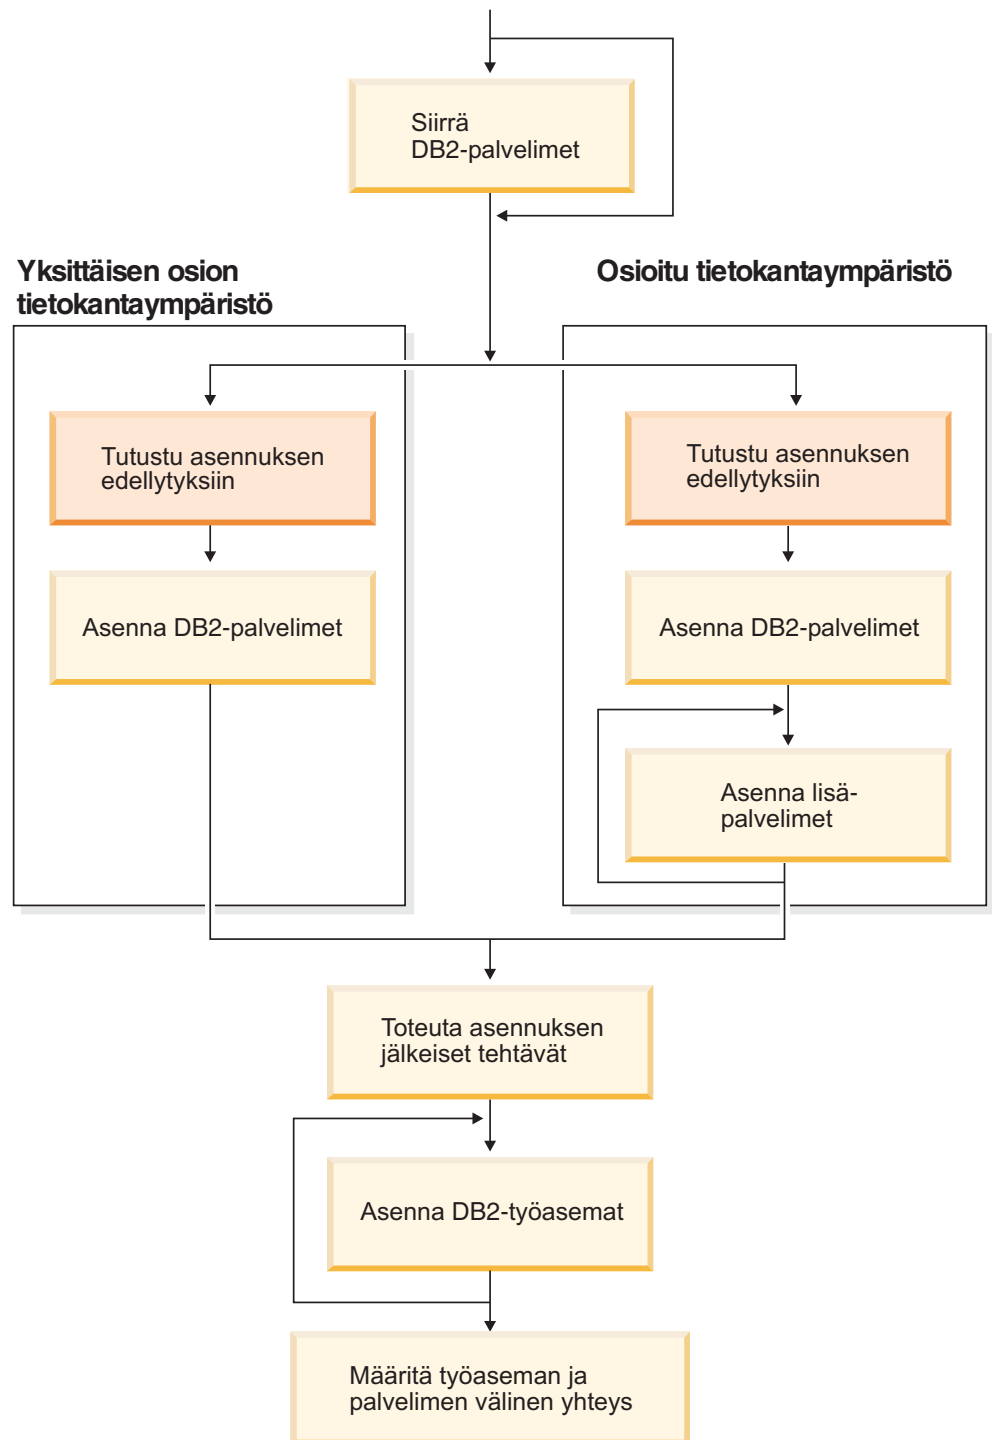 Siirrä
DB2-palvelimet
Yksittäisen osion
tietokantaympäristö
Osioitu tietokantaympäristö
Tutustu asennuksen
edellytyksiin
Asenna DB2-palvelimet
Tutustu asennuksen
edellytyksiin
Asenna DB2-palvelimet
Asenna lisä-
palvelimet
Toteuta asennuksen
jälkeiset tehtävät
Asenna DB2-työasemat
Määritä työaseman ja
palvelimen välinen yhteys